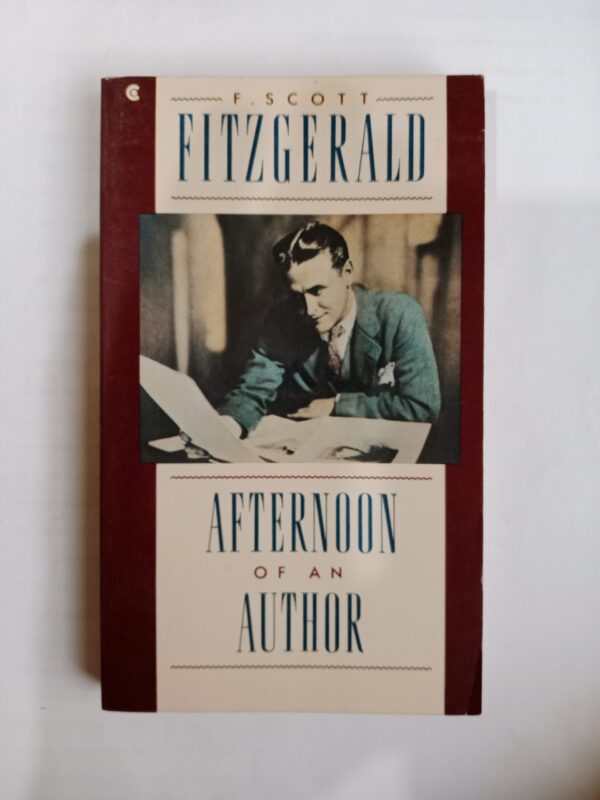 F. SCOTT
FITZGERALD
AFTERNOON
OF AN
AUTHOR